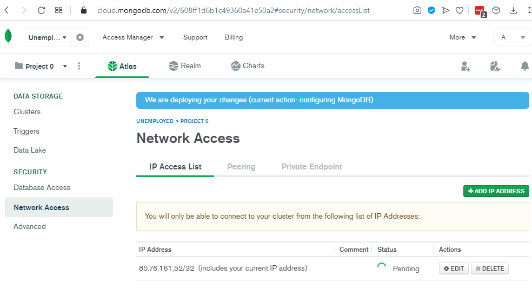 cloud.mongodb.com/v2/608ff1d6b1c49360a41e50a2#security/network/accessList
2
Unempl...
Access Manager
Support
Billing
More
A
Project 0
Atlas
Realm
Charts
DATA STORAGE
Clusters
Triggers
Data Lake
SECURITY
Database Access
Network Access
Advanced
We are deploying your changes (current action: configuring MongoDB)
UNEMPLOYED > PROJECT 0
Network Access
IP Access List Peering Private Endpoint
+ ADD IP ADDRESS
You will only be able to connect to your cluster from the following list of IP Addresses:
IP Address Comment Status Actions
85.76.161.52/32 (includes your current IP address) Pending EDIT DELETE